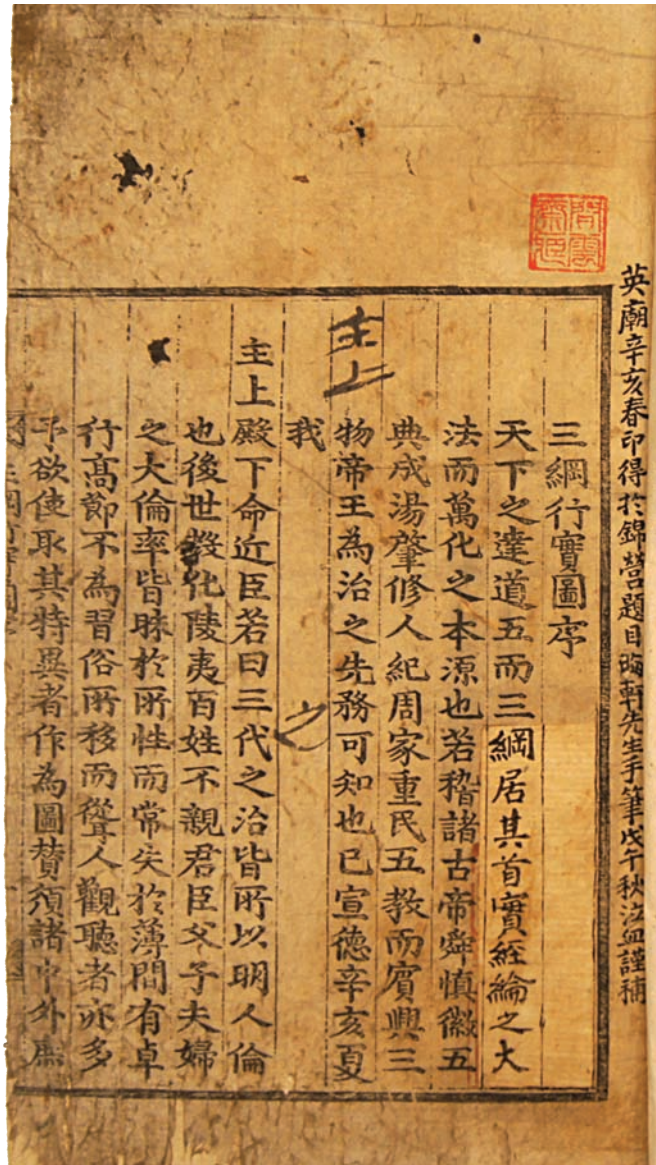 英廟辛亥春印得於錦營題目晦軒先生手筆戊午秋泣血謹補
三綱行實圖序
天下之達道五而三綱居其首實經綸之大
法而萬化之本源也若稽諸古帝舜慎徽五
典成湯肇修人紀周家重民五教而賓興三
主上
物帝王為治之先務可知也已宣德辛亥夏
我
之
主上殿下命近臣若曰三代之治皆所以明人倫
也後世敎化陵夷百姓不親君臣父子夫婦
之大倫率皆昧於所性而常失於薄間有卓
行高節不為習俗所移而聳人觀聽者亦多
予欲使取其特異者作為圖贊頒諸中外庶